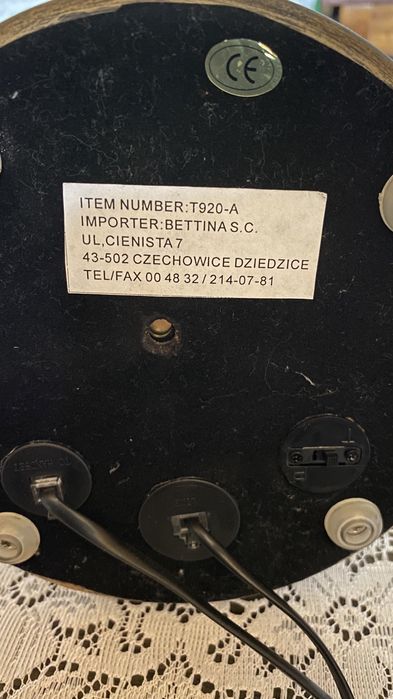 CE
ITEM NUMBER:T920-A
IMPORTER:BETTINA S.C.
UL,CIENISTA 7
43-502 CZECHOWICE DZIEDZICE
TEL/FAX 00 48 32 / 214-07-81